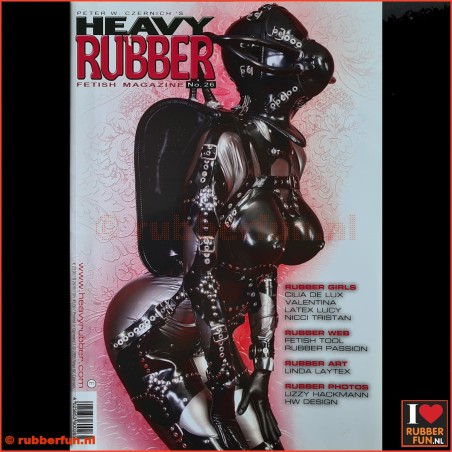 PETER W. CZERNICH'S
HEAVY
RUBBER
FETISH MAGAZINE No. 26
© rubberfun.nl
RUBBER GIRLS
CILIA DE LUX
VALENTINA
LATEX LUCY
NICCI TRISTAN
RUBBER WEB
FETISH TOOL
RUBBER PASSION
RUBBER ART
LINDA LAYTEX
RUBBER PHOTOS
LIZZY HACKMANN
HW DESIGN
www.heavyrubber.com
© rubberfun.nl
I
RUBBER
FUN.NL